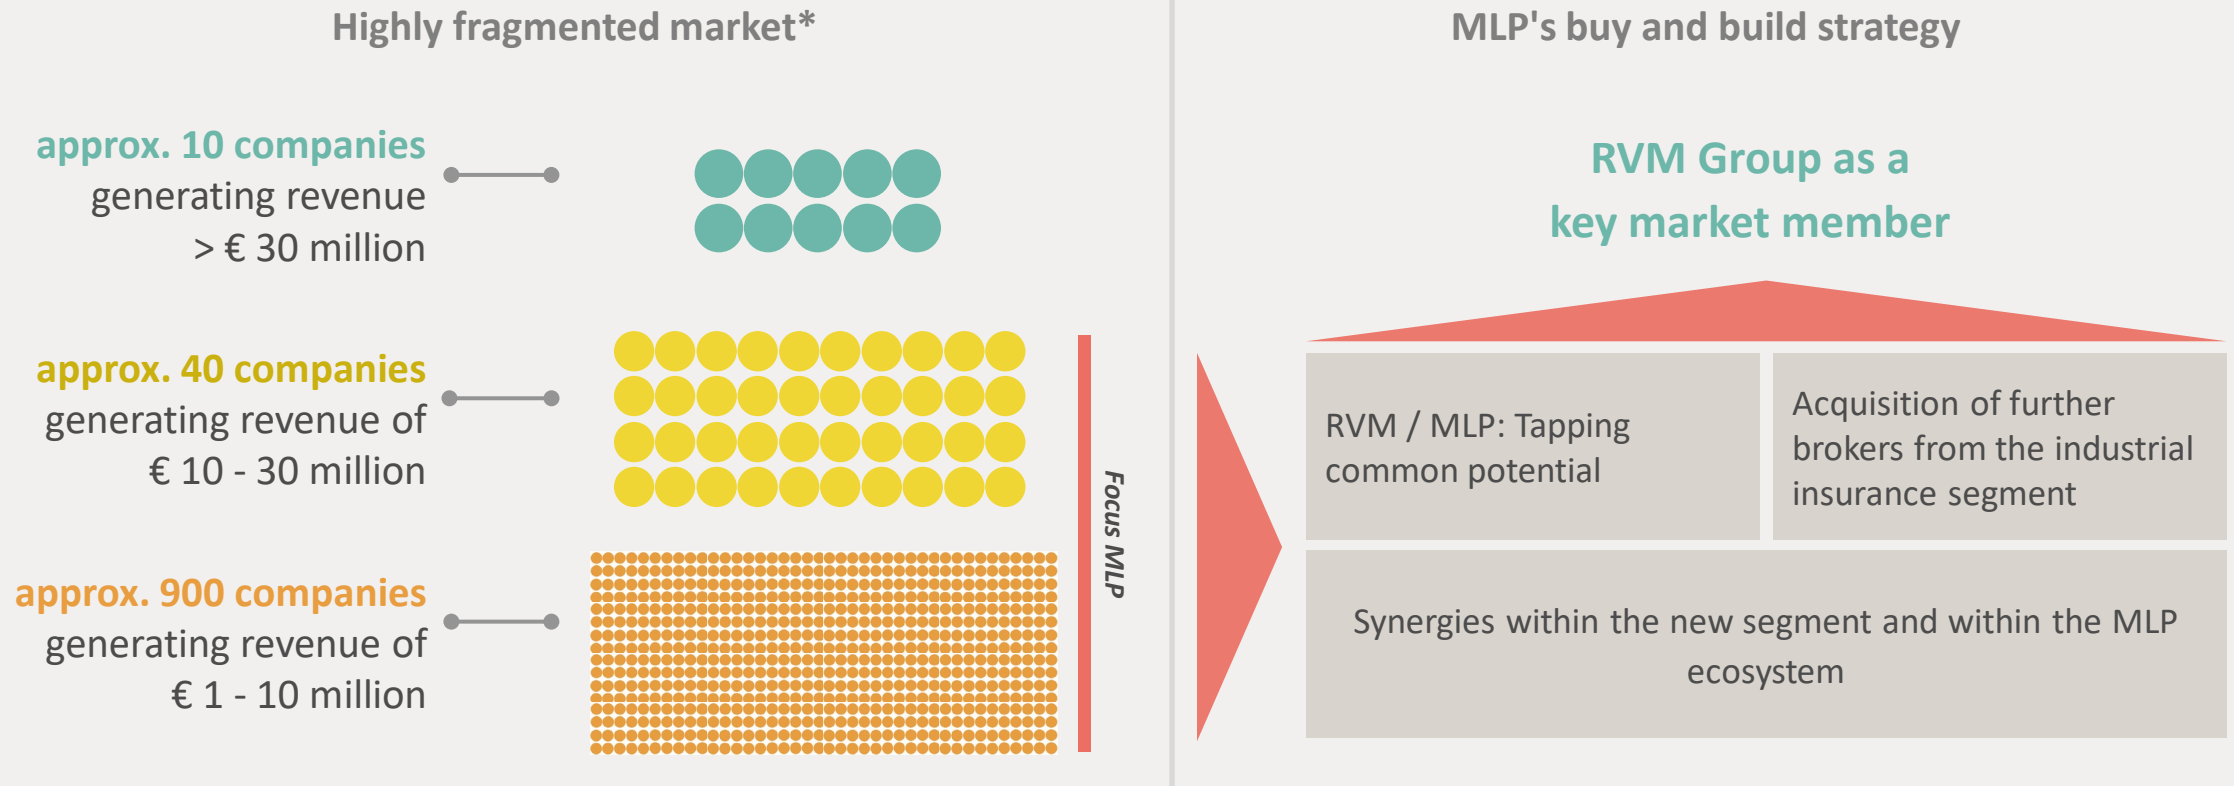 Highly fragmented market*
approx. 10 companies
generating revenue
> € 30 million
approx. 40 companies
generating revenue of
€ 10 - 30 million
approx. 900 companies
generating revenue of
€ 1 - 10 million
Focus MLP
MLP's buy and build strategy
RVM Group as a
key market member
RVM / MLP: Tapping
common potential
Acquisition of further
brokers from the industrial
insurance segment
Synergies within the new segment and within the MLP
ecosystem